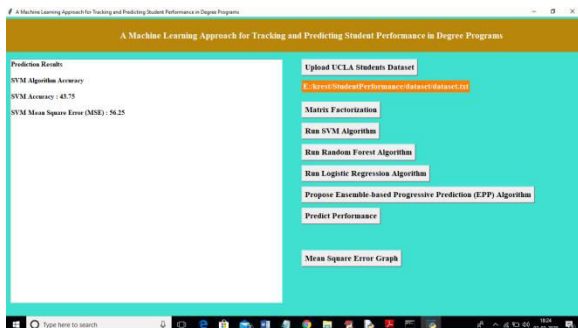 A Machine Learning Approach for Tracking and Predicting Student Performance in Degree Programs
A Machine Learning Approach for Tracking and Predicting Student Performance in Degree Programs
Prediction Results
SVM Algorithm Accuracy
SVM Accuracy : 43.75
SVM Mean Square Error (MSE) : 56.25
Upload UCLA Students Dataset
E:/krest/StudentPerformance/dataset/dataset.txt
Matrix Factorization
Run SVM Algorithm
Run Random Forest Algorithm
Run Logistic Regression Algorithm
Propose Ensemble-based Progressive Prediction (EPP) Algorithm
Predict Performance
Mean Square Error Graph
Type here to search
18:24